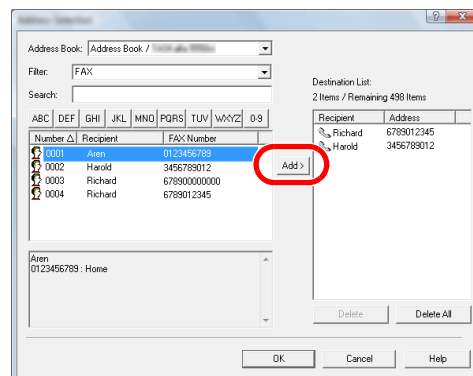 Address Selection
Address Book: Address Book /
Filter: FAX
Search:
ABC DEF GHI JKL MNO PQRS TUV WXYZ 0-9
Number Recipient FAX Number
0001 Aren 0123456789
0002 Harold 3456789012
0003 Richard 678900000000
0004 Richard 6789012345
Add >
Aren
0123456789 : Home
Destination List:
2 Items / Remaining 498 Items
Recipient Address
Richard 6789012345
Harold 3456789012
Delete Delete All
OK Cancel Help